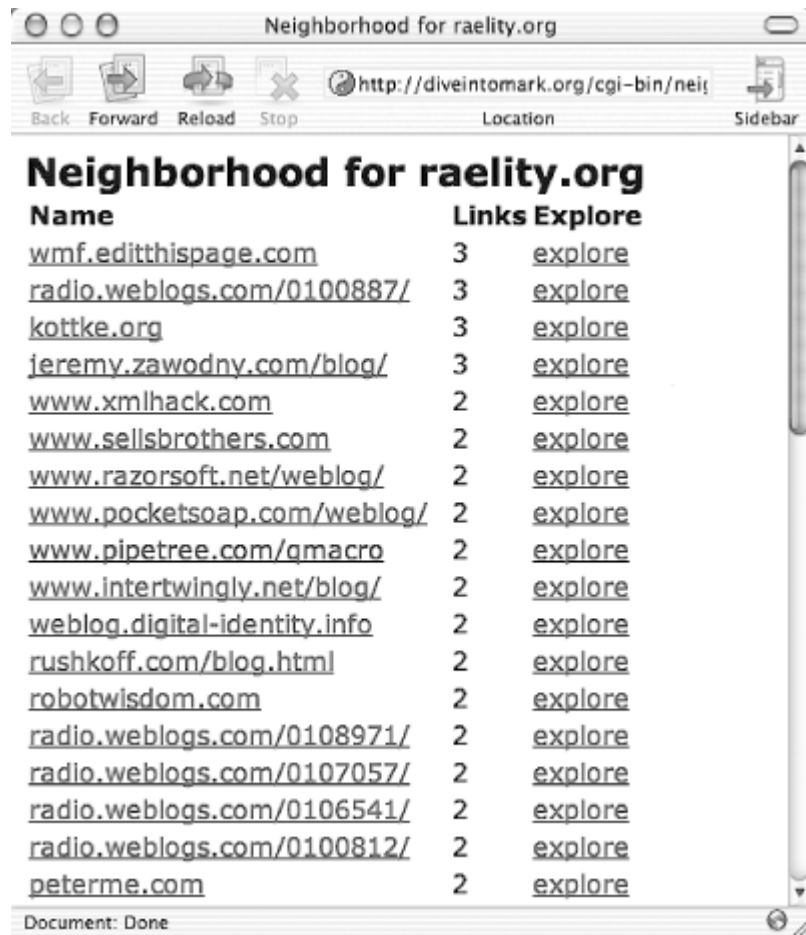 Neighborhood for raelity.org
http://diveintomark.org/cgi-bin/neig
Back Forward Reload Stop Location Sidebar
Neighborhood for raelity.org
Name Links Explore
wmf.editthispage.com 3 explore
radio.weblogs.com/0100887/ 3 explore
kottke.org 3 explore
jeremy.zawodny.com/blog/ 3 explore
www.xmlhack.com 2 explore
www.sellsbrothers.com 2 explore
www.razorsoft.net/weblog/ 2 explore
www.pocketsoap.com/weblog/ 2 explore
www.pipetree.com/qmacro 2 explore
www.intertwingly.net/blog/ 2 explore
weblog.digital-identity.info 2 explore
rushkoff.com/blog.html 2 explore
robotwisdom.com 2 explore
radio.weblogs.com/0108971/ 2 explore
radio.weblogs.com/0107057/ 2 explore
radio.weblogs.com/0106541/ 2 explore
radio.weblogs.com/0100812/ 2 explore
peterme.com 2 explore
Document: Done